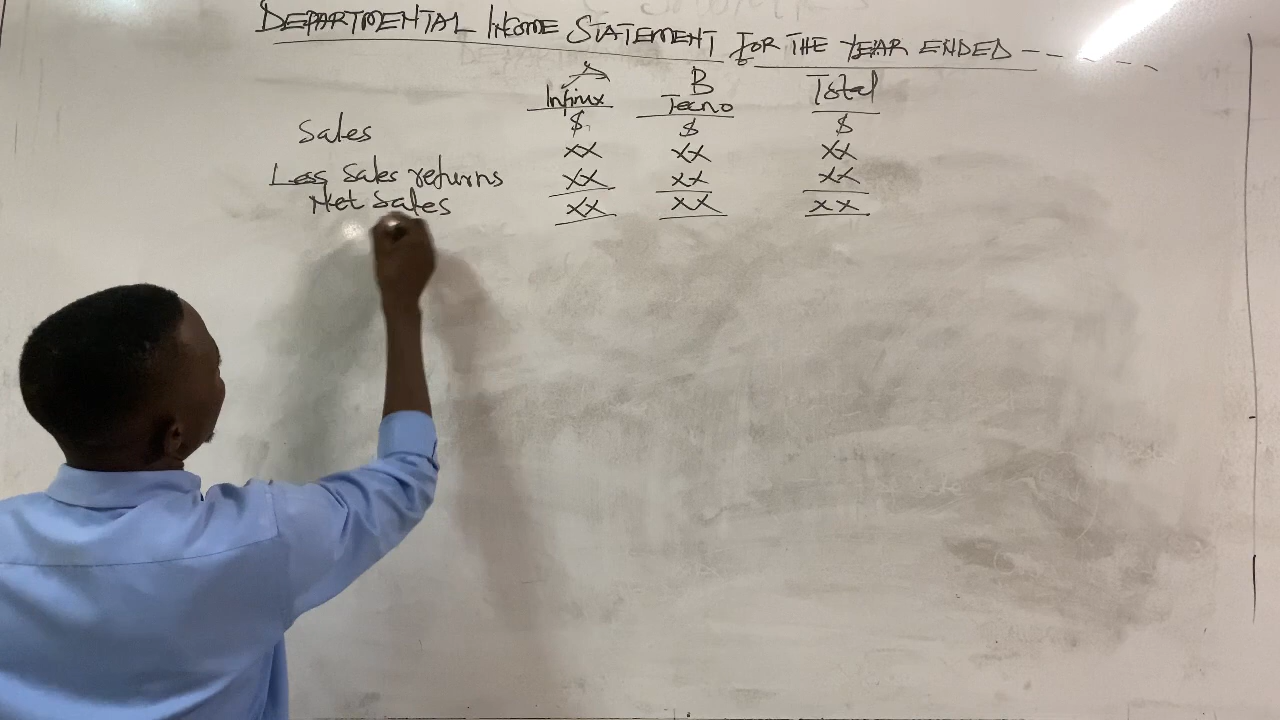 DEPARTMENTAL INCOME STATEMENT FOR THE YEAR ENDED ------
A B Total
Infinix Tecno
$ $ $
Sales xx xx xx
Less Sales returns xx xx xx
Net Sales xx xx xx